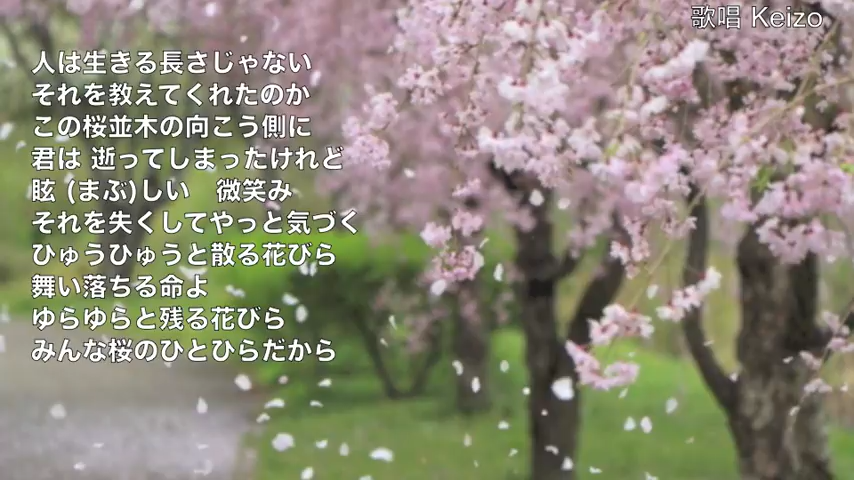 歌唱 Keizo
人は生きる長さじゃない
それを教えてくれたのか
この桜並木の向こう側に
君は 逝ってしまったけれど
眩 (まぶ)しい　微笑み
それを失くしてやっと気づく
ひゅうひゅうと散る花びら
舞い落ちる命よ
ゆらゆらと残る花びら
みんな桜のひとひらだから